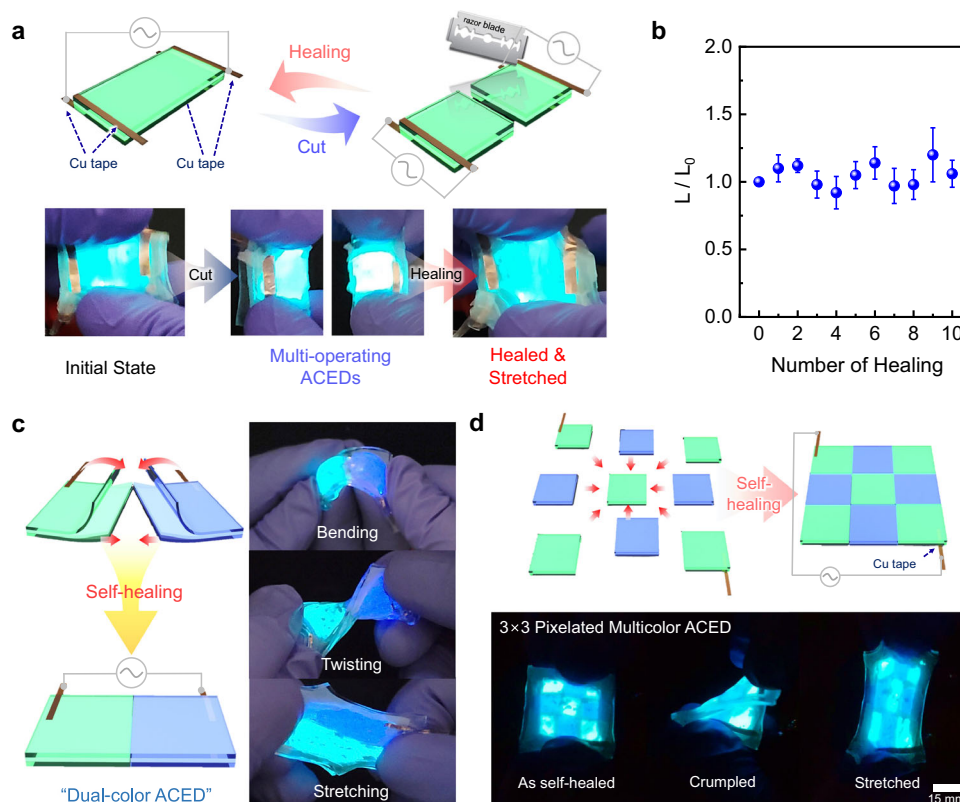 a
razor blade
Healing
Cut
Cu tape
Cu tape
Cut
Healing
Initial State
Multi-operating
ACEDs
Healed &
Stretched
b
2.0
1.5
1.0
0.5
0.0
L / L0
0
2
4
6
8
10
Number of Healing
c
Self-healing
“Dual-color ACED”
Bending
Twisting
Stretching
d
Self-
healing
Cu tape
3×3 Pixelated Multicolor ACED
As self-healed
Crumpled
Stretched
15 mm